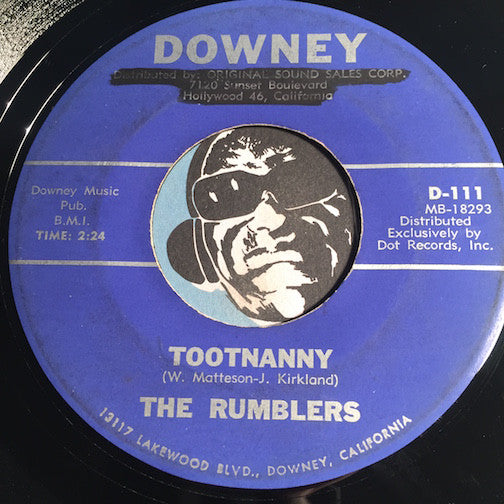 DOWNEY
Distributed by: ORIGINAL SOUND SALES CORP.
7120 Sunset Boulevard
Hollywood 46, California
Downey Music
Pub.
B.M.I.
TIME: 2:24
D-111
MB-18293
Distributed
Exclusively by
Dot Records, Inc.
TOOTNANNY
(W. Matteson-J. Kirkland)
THE RUMBLERS
13117 LAKEWOOD BLVD., DOWNEY, CALIFORNIA